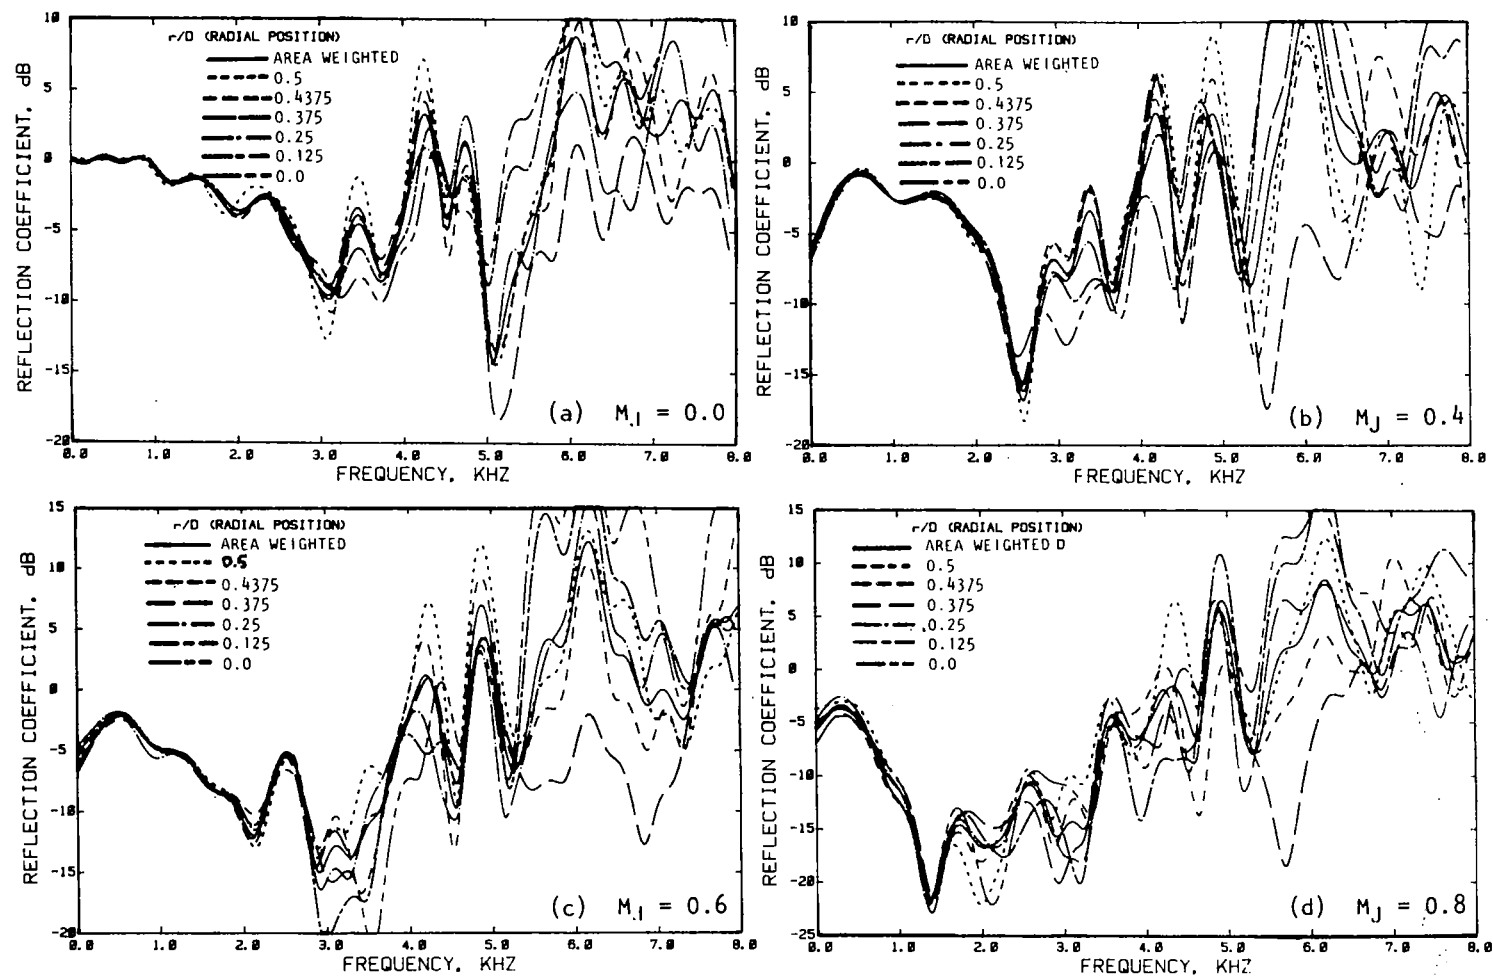 r/D (RADIAL POSITION)
AREA WEIGHTED
0.5
0.4375
0.375
0.25
0.125
0.0
10
5
0
-5
-10
-15
-20
REFLECTION COEFFICIENT, dB
(a) MJ = 0.0
0.0 1.0 2.0 3.0 4.0 5.0 6.0 7.0 8.0
FREQUENCY, KHZ
r/D (RADIAL POSITION)
AREA WEIGHTED
0.5
0.4375
0.375
0.25
0.125
0.0
10
5
0
-5
-10
-15
-20
REFLECTION COEFFICIENT, dB
(b) MJ = 0.4
0.0 1.0 2.0 3.0 4.0 5.0 6.0 7.0 8.0
FREQUENCY, KHZ
r/D (RADIAL POSITION)
AREA WEIGHTED
0.5
0.4375
0.375
0.25
0.125
0.0
15
10
5
0
-5
-10
-15
-20
REFLECTION COEFFICIENT, dB
(c) MJ = 0.6
0.0 1.0 2.0 3.0 4.0 5.0 6.0 7.0 8.0
FREQUENCY, KHZ
r/D (RADIAL POSITION)
AREA WEIGHTED D
0.5
0.4375
0.375
0.25
0.125
0.0
15
10
5
0
-5
-10
-15
-20
-25
REFLECTION COEFFICIENT, dB
(d) MJ = 0.8
0.0 1.0 2.0 3.0 4.0 5.0 6.0 7.0 8.0
FREQUENCY, KHZ